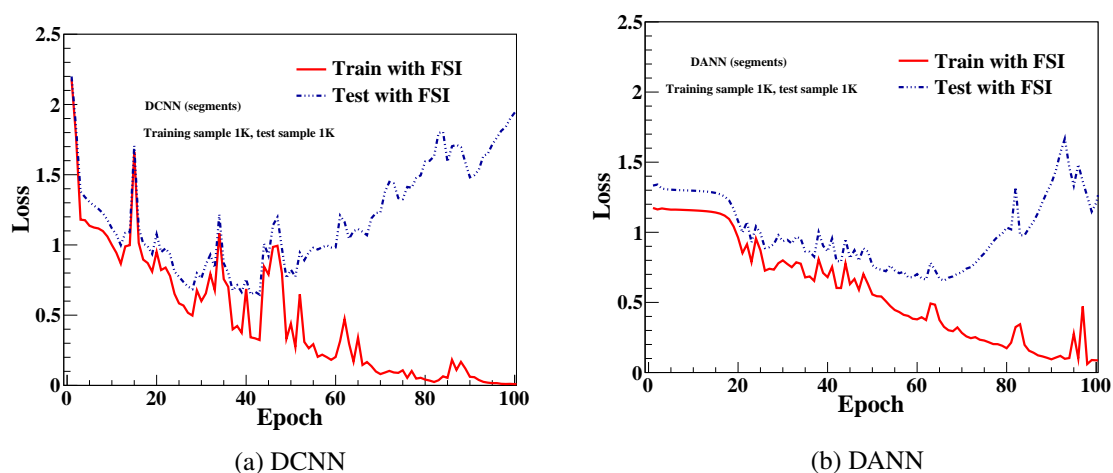 2.5
2
1.5
1
0.5
0
Loss
Train with FSI
Test with FSI
DCNN (segments)
Training sample 1K, test sample 1K
0 20 40 60 80 100
Epoch
(a) DCNN
2.5
2
1.5
1
0.5
0
Loss
Train with FSI
DANN (segments)
Test with FSI
Training sample 1K, test sample 1K
0 20 40 60 80 100
Epoch
(b) DANN